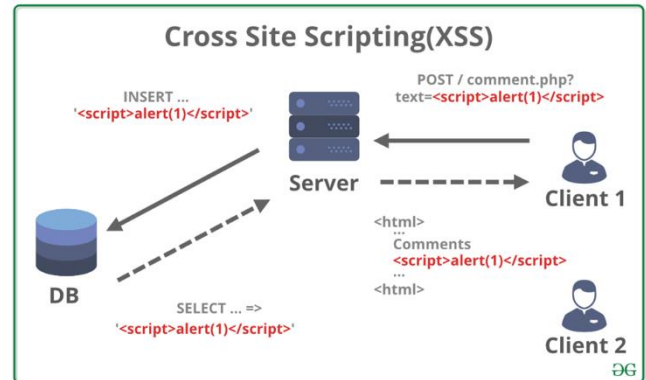 Cross Site Scripting(XSS)
POST / comment.php?
text=<script>alert(1)</script>
INSERT ...
'<script>alert(1)</script>'
Server
Client 1
<html>
...
Comments
<script>alert(1)</script>
...
<html>
DB
SELECT ... =>
'<script>alert(1)</script>'
Client 2